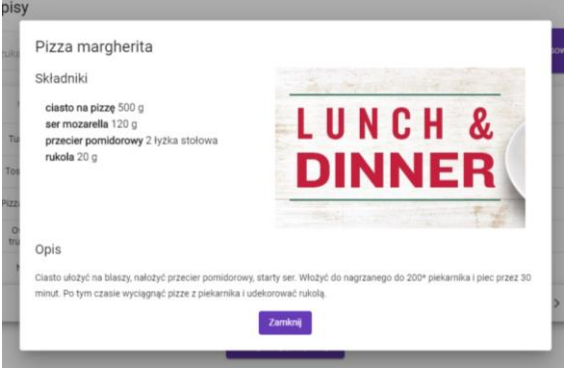 pisy
Pizza margherita
Składniki
ciasto na pizzę 500 g
ser mozarella 120 g
przecier pomidorowy 2 łyżka stołowa
rukola 20 g
LUNCH &
DINNER
Opis
Ciasto ułożyć na blaszy, nałożyć przecier pomidorowy, starty ser. Włożyć do nagrzanego do 200º piekarnika i piec przez 30
minut. Po tym czasie wyciągnąć pizze z piekarnika i udekorować rukolą.
Zamknij